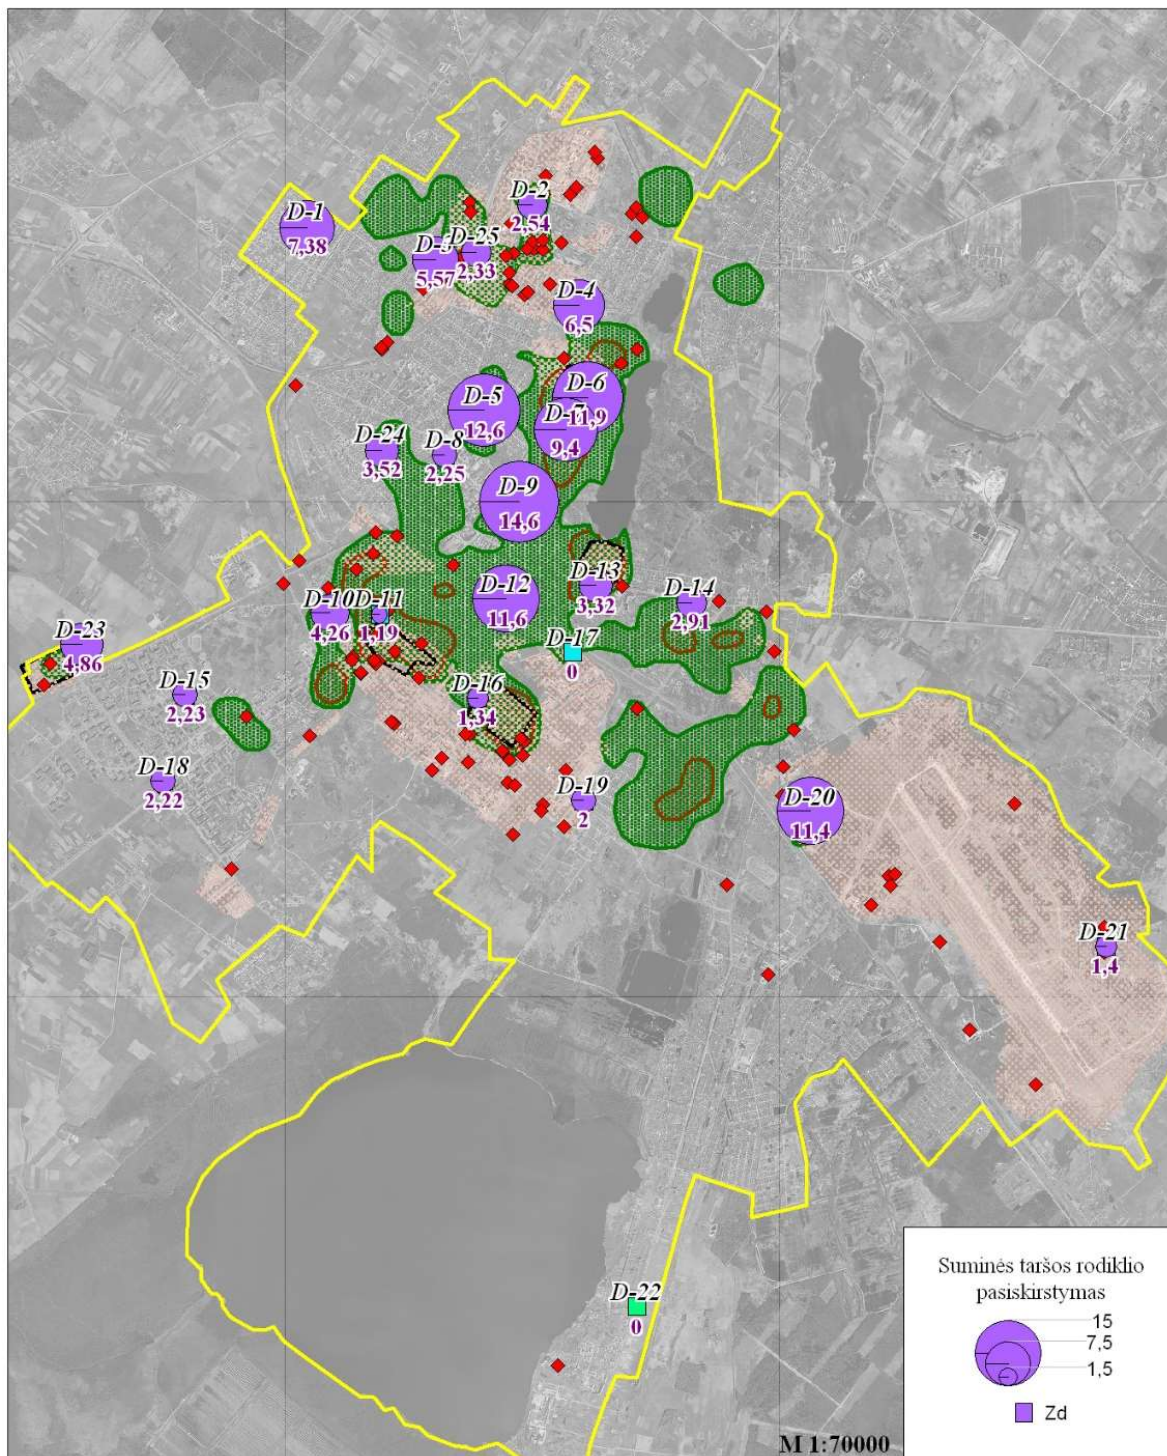 D-1
7,38
D-2
2,54
D-3
5,57
D-25
2,33
D-4
6,5
D-5
12,6
D-6
11,9
D-7
9,4
D-24
3,52
D-8
2,25
D-9
14,6
D-10
4,26
D-11
1,19
D-12
11,6
D-13
3,32
D-14
2,91
D-23
4,86
D-15
2,23
D-16
1,34
D-17
0
D-18
2,22
D-19
2
D-20
11,4
D-21
1,4
D-22
0
Suminės taršos rodiklio
pasiskirstymas
15
7,5
1,5
Zd
M 1:70000